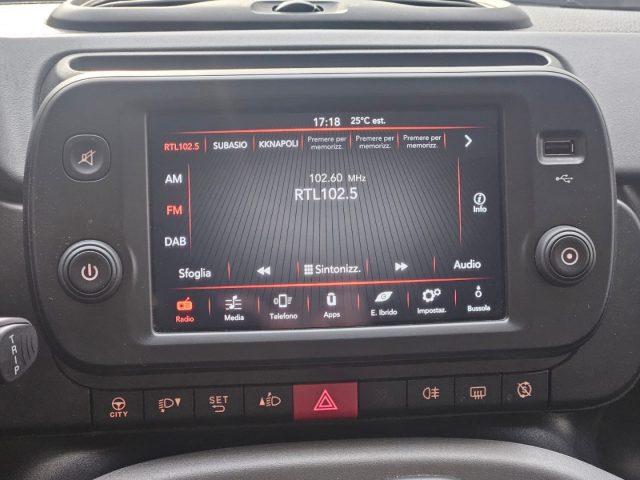 17:18 25°C est.
RTL102.5 SUBASIO KKNAPOLI Premere per memorizz. Premere per memorizz. Premere per memorizz.
AM
102.60 MHz
RTL102.5
FM
Info
DAB
Sfoglia Sintonizz. Audio
Radio Media Telefono Apps E. Ibrido Impostaz. Bussola
TRIP
CITY SET